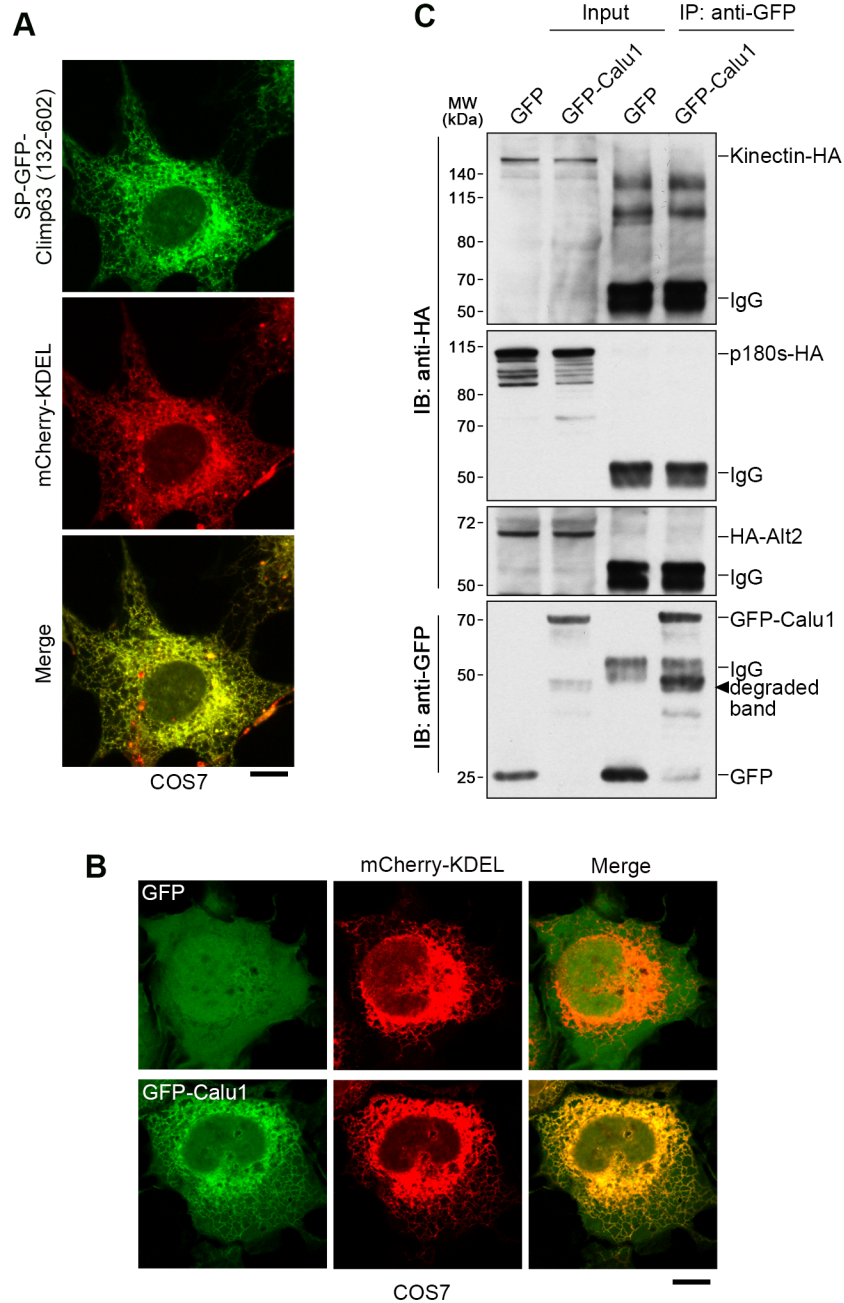 A
SP-GFP-
Climp63 (132-602)
mCherry-KDEL
Merge
COS7
C
Input
IP: anti-GFP
MW
(kDa)
GFP
GFP-Calu1
GFP
GFP-Calu1
IB: anti-HA
140
115
80
70
50
Kinectin-HA
IgG
115
80
70
50
p180s-HA
IgG
72
50
HA-Alt2
IgG
IB: anti-GFP
70
50
25
GFP-Calu1
IgG
degraded
band
GFP
B
mCherry-KDEL
Merge
GFP
GFP-Calu1
COS7